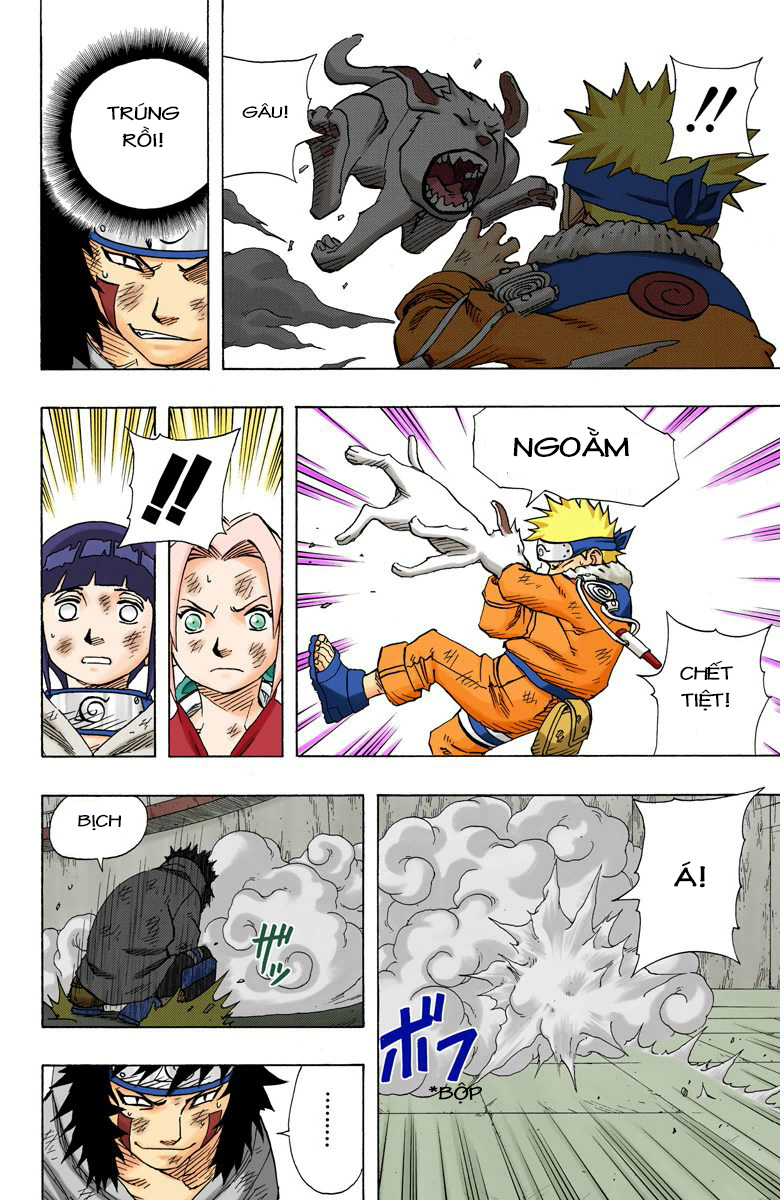 !!
GÂU!
TRÚNG
RỒI!
NGOẰM
CHẾT
TIỆT!
!!
Á!
ボフ
*BỘP
BỊCH
ザッ
.........